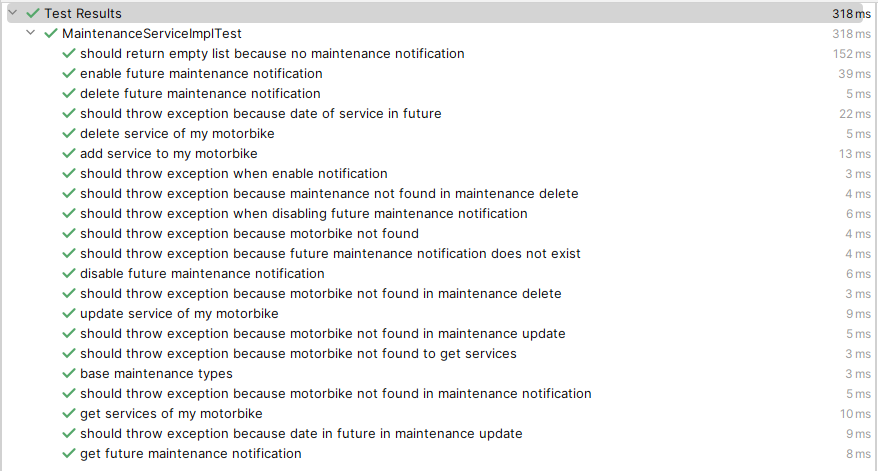 Test Results 318 ms
MaintenanceServiceImplTest 318 ms
should return empty list because no maintenance notification 152 ms
enable future maintenance notification 39 ms
delete future maintenance notification 5 ms
should throw exception because date of service in future 22 ms
delete service of my motorbike 5 ms
add service to my motorbike 13 ms
should throw exception when enable notification 3 ms
should throw exception because maintenance not found in maintenance delete 4 ms
should throw exception when disabling future maintenance notification 6 ms
should throw exception because motorbike not found 4 ms
should throw exception because future maintenance notification does not exist 4 ms
disable future maintenance notification 6 ms
should throw exception because motorbike not found in maintenance delete 3 ms
update service of my motorbike 9 ms
should throw exception because motorbike not found in maintenance update 5 ms
should throw exception because motorbike not found to get services 3 ms
base maintenance types 3 ms
should throw exception because motorbike not found in maintenance notification 5 ms
get services of my motorbike 10 ms
should throw exception because date in future in maintenance update 9 ms
get future maintenance notification 8 ms